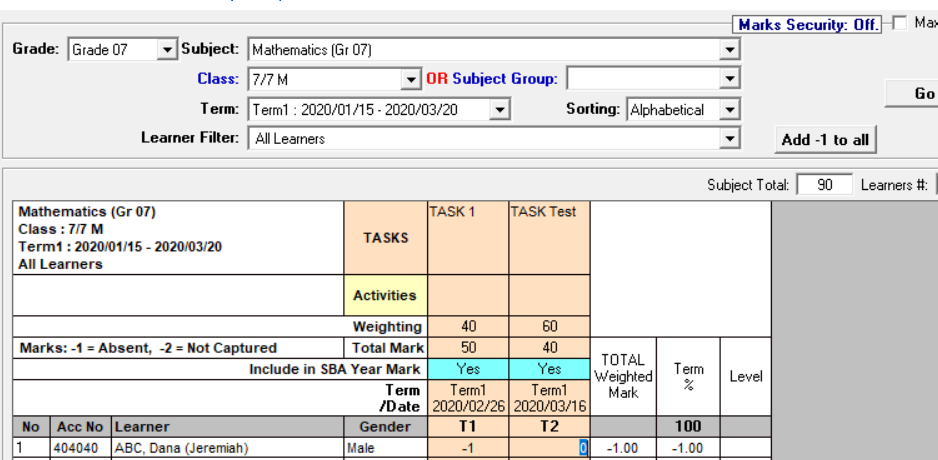 Marks Security: Off. Max
Grade: Grade 07 Subject: Mathematics (Gr 07)
Class: 7/7 M OR Subject Group:
Go
Term: Term1 : 2020/01/15 - 2020/03/20 Sorting: Alphabetical
Learner Filter: All Learners Add -1 to all
Subject Total: 90 Learners #:
Mathematics (Gr 07)
Class : 7/7 M
Term1 : 2020/01/15 - 2020/03/20
All Learners
TASKS TASK 1 TASK Test
Activities
Weighting 40 60
Marks: -1 = Absent, -2 = Not Captured Total Mark 50 40
Include in SBA Year Mark Yes Yes
Term /Date Term1 2020/02/26 Term1 2020/03/16
TOTAL Weighted Mark Term % Level
No Acc No Learner Gender T1 T2 100
1 404040 ABC, Dana (Jeremiah) Male -1 0 -1.00 -1.00